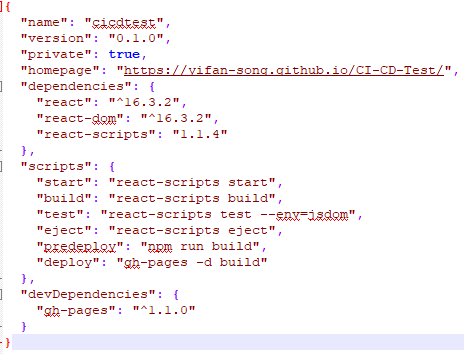 {
"name": "cicdtest",
"version": "0.1.0",
"private": true,
"homepage": "https://yifan-song.github.io/CI-CD-Test/",
"dependencies": {
"react": "^16.3.2",
"react-dom": "^16.3.2",
"react-scripts": "1.1.4"
},
"scripts": {
"start": "react-scripts start",
"build": "react-scripts build",
"test": "react-scripts test --env=jsdom",
"eject": "react-scripts eject",
"predeploy": "npm run build",
"deploy": "gh-pages -d build"
},
"devDependencies": {
"gh-pages": "^1.1.0"
}
}